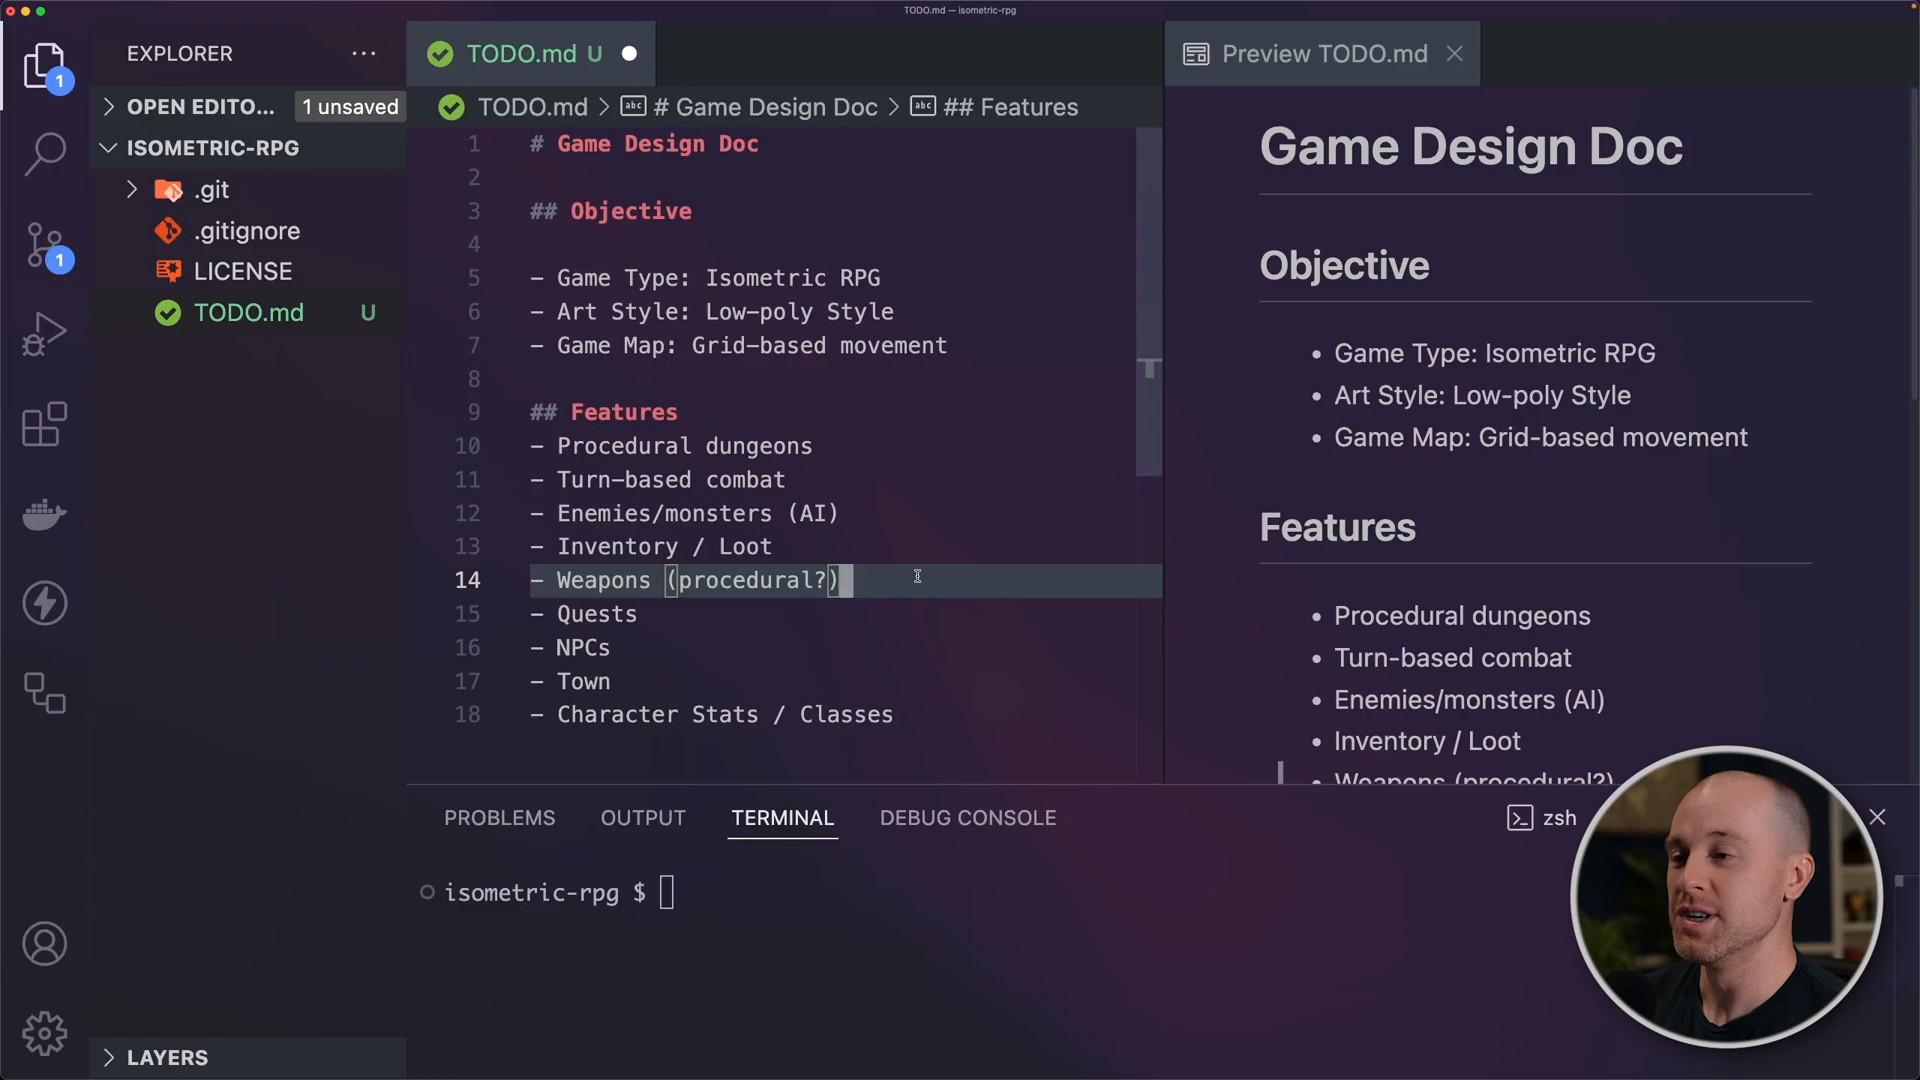 TODO.md — isometric-rpg
EXPLORER
TODO.md U
Preview TODO.md
1
OPEN EDITO... 1 unsaved
TODO.md > # Game Design Doc > ## Features
ISOMETRIC-RPG
.git
.gitignore
LICENSE
TODO.md U
1
1 # Game Design Doc
2
3 ## Objective
4
5 - Game Type: Isometric RPG
6 - Art Style: Low-poly Style
7 - Game Map: Grid-based movement
8
9 ## Features
10 - Procedural dungeons
11 - Turn-based combat
12 - Enemies/monsters (AI)
13 - Inventory / Loot
14 - Weapons (procedural?)
15 - Quests
16 - NPCs
17 - Town
18 - Character Stats / Classes
Game Design Doc
Objective
• Game Type: Isometric RPG
• Art Style: Low-poly Style
• Game Map: Grid-based movement
Features
• Procedural dungeons
• Turn-based combat
• Enemies/monsters (AI)
• Inventory / Loot
• Weapons (procedural?)
PROBLEMS OUTPUT TERMINAL DEBUG CONSOLE
zsh
isometric-rpg $
LAYERS